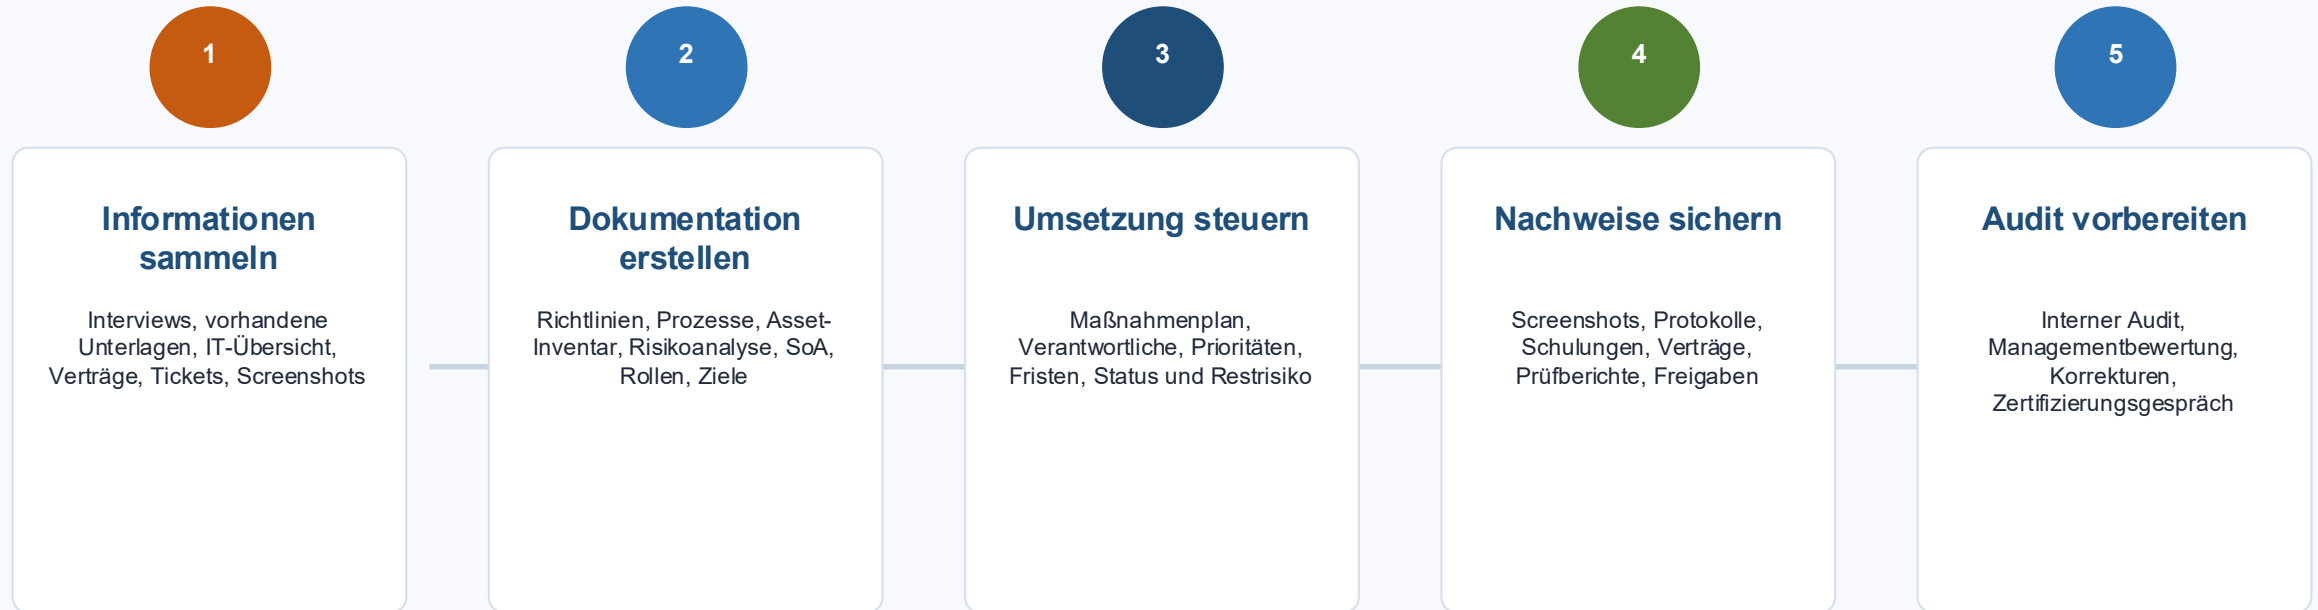 1
Informationen
sammeln
Interviews, vorhandene
Unterlagen, IT-Übersicht,
Verträge, Tickets, Screenshots
2
Dokumentation
erstellen
Richtlinien, Prozesse, Asset-
Inventar, Risikoanalyse, SoA,
Rollen, Ziele
3
Umsetzung steuern
Maßnahmenplan,
Verantwortliche, Prioritäten,
Fristen, Status und Restrisiko
4
Nachweise sichern
Screenshots, Protokolle,
Schulungen, Verträge,
Prüfberichte, Freigaben
5
Audit vorbereiten
Interner Audit,
Managementbewertung,
Korrekturen,
Zertifizierungsgespräch